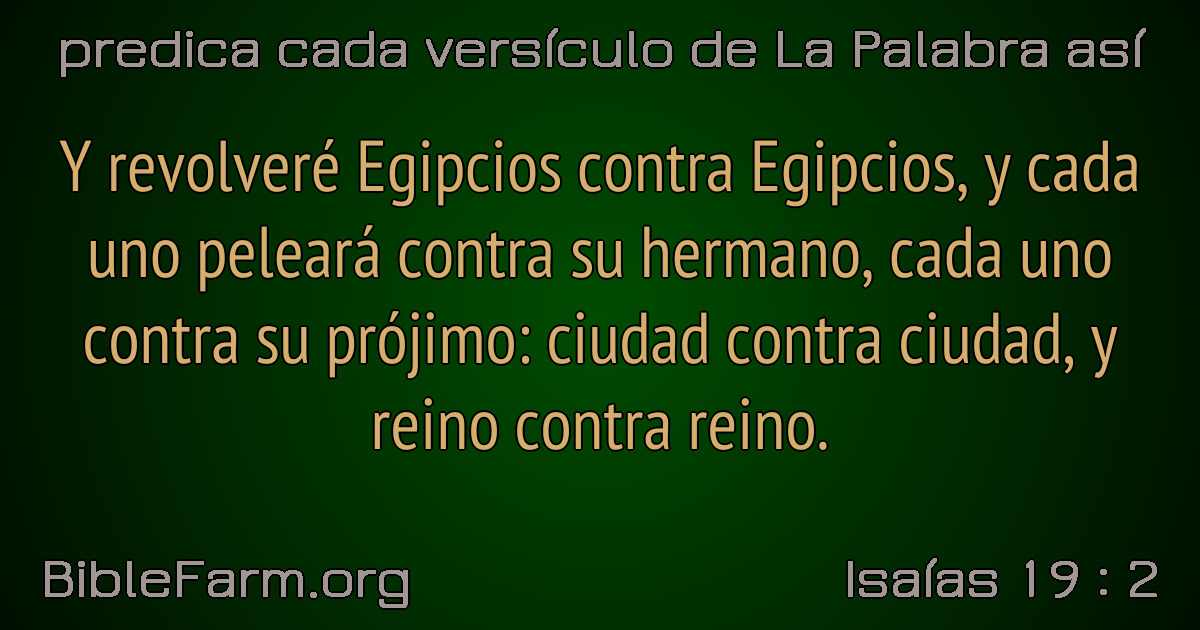 predica cada versículo de La Palabra así
Y revolveré Egipcios contra Egipcios, y cada
uno peleará contra su hermano, cada uno
contra su prójimo: ciudad contra ciudad, y
reino contra reino.
BibleFarm.org
Isaías 19 : 2